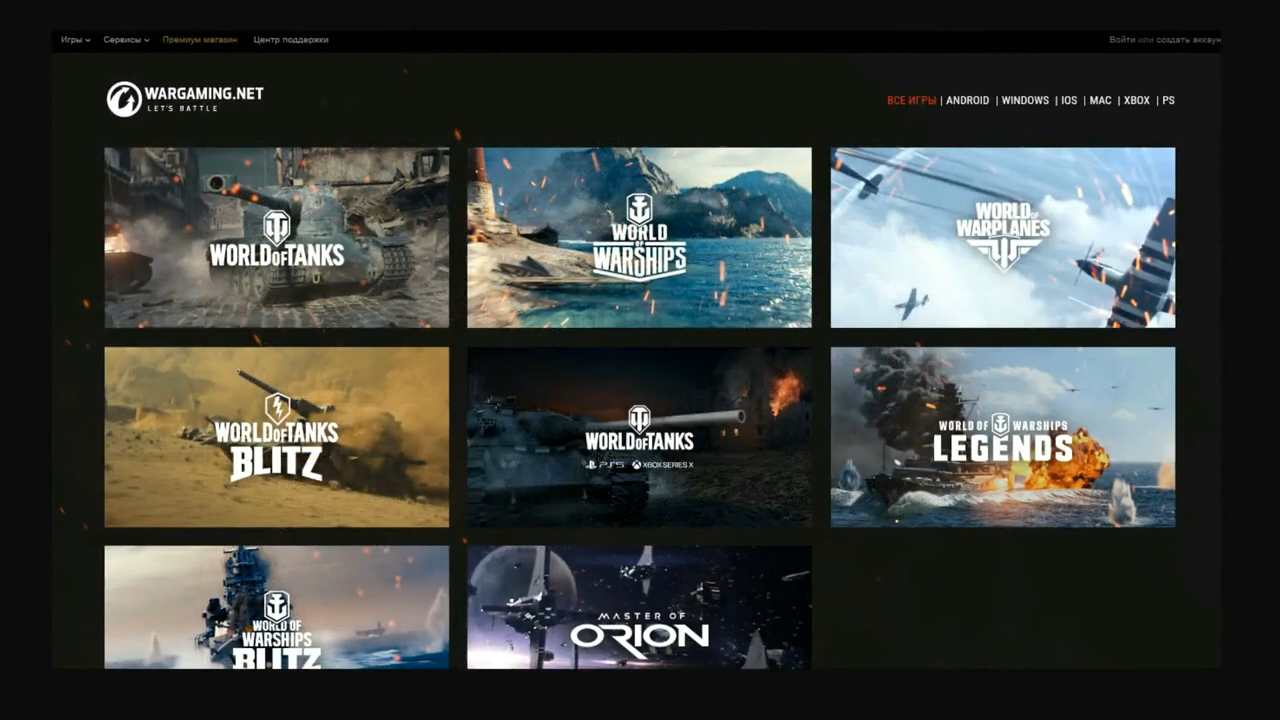 Игры Сервисы Премиум магазин Центр поддержки Войти или создать аккаун
WARGAMING.NET
LET'S BATTLE
ВСЕ ИГРЫ | ANDROID | WINDOWS | IOS | MAC | XBOX | PS
WORLD OF TANKS
WORLD
OF
WARSHIPS
WORLD OF
WARPLANES
WORLD OF TANKS
BLITZ
WORLD OF TANKS
PS5 XBOX SERIES X
WORLD OF WARSHIPS
LEGENDS
WORLD OF
WARSHIPS
BLITZ
MASTER OF
ORION